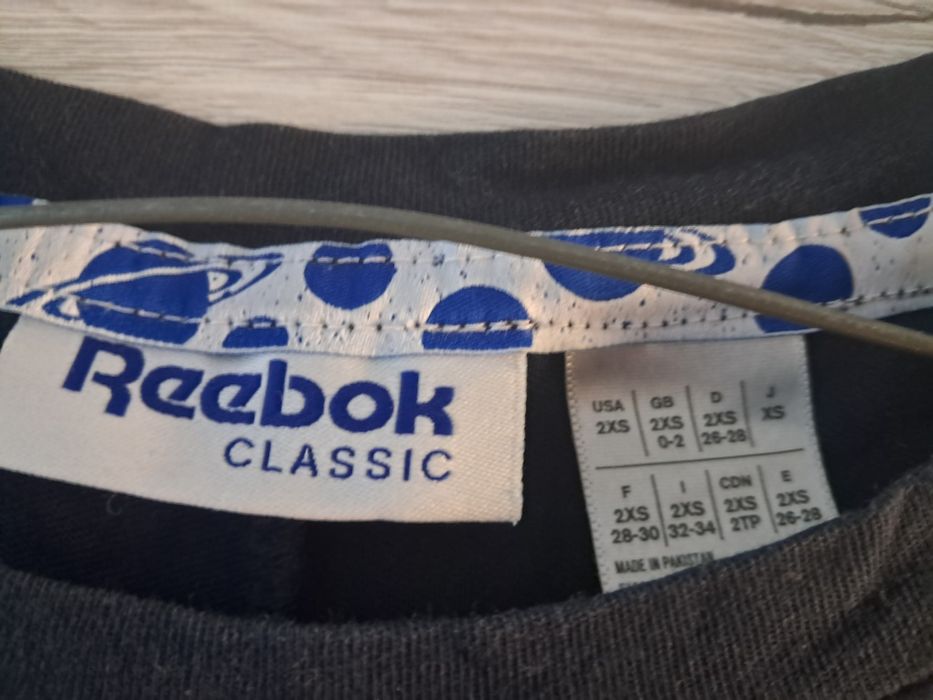 Reebok
CLASSIC
USA GB D J
2XS 2XS 2XS XS
0-2 26-28
F I CDN E
2XS 2XS 2XS 2XS
28-30 32-34 2TP 26-28
MADE IN PAKISTAN